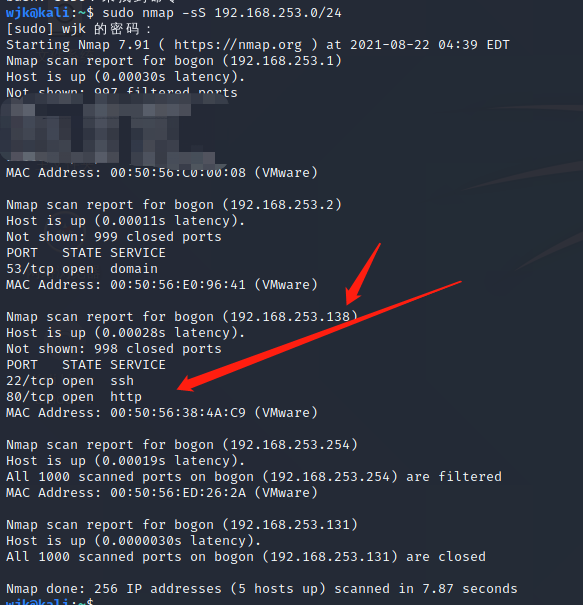 wjk@kali:~$ sudo nmap -sS 192.168.253.0/24
[sudo] wjk 的密码：
Starting Nmap 7.91 ( https://nmap.org ) at 2021-08-22 04:39 EDT
Nmap scan report for bogon (192.168.253.1)
Host is up (0.00030s latency).
Not shown: 997 filtered ports
MAC Address: 00:50:56:C0:00:08 (VMware)
Nmap scan report for bogon (192.168.253.2)
Host is up (0.00011s latency).
Not shown: 999 closed ports
PORT   STATE SERVICE
53/tcp open  domain
MAC Address: 00:50:56:E0:96:41 (VMware)
Nmap scan report for bogon (192.168.253.138)
Host is up (0.00028s latency).
Not shown: 998 closed ports
PORT   STATE SERVICE
22/tcp open  ssh
80/tcp open  http
MAC Address: 00:50:56:38:4A:C9 (VMware)
Nmap scan report for bogon (192.168.253.254)
Host is up (0.00019s latency).
All 1000 scanned ports on bogon (192.168.253.254) are filtered
MAC Address: 00:50:56:ED:26:2A (VMware)
Nmap scan report for bogon (192.168.253.131)
Host is up (0.0000030s latency).
All 1000 scanned ports on bogon (192.168.253.131) are closed
Nmap done: 256 IP addresses (5 hosts up) scanned in 7.87 seconds
wjk@kali:~$